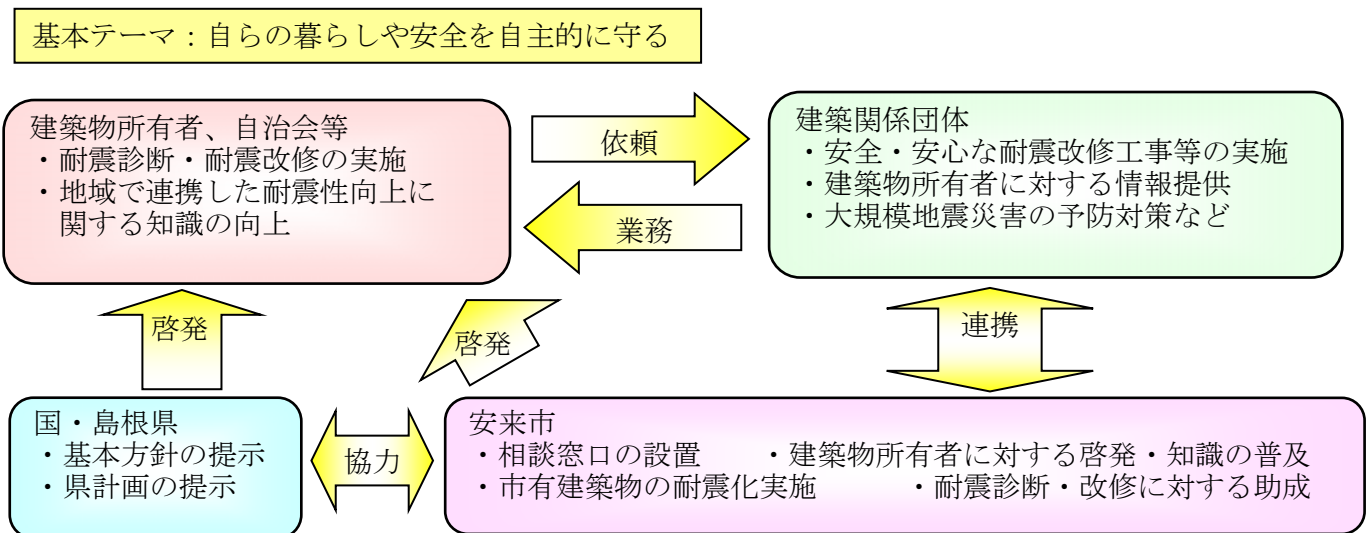 基本テーマ：自らの暮らしや安全を自主的に守る
建築物所有者、自治会等
・耐震診断・耐震改修の実施
・地域で連携した耐震性向上に
関する知識の向上
依頼
業務
建築関係団体
・安全・安心な耐震改修工事等の実施
・建築物所有者に対する情報提供
・大規模地震災害の予防対策など
啓発
啓発
連携
国・島根県
・基本方針の提示
・県計画の提示
協力
安来市
・相談窓口の設置　・建築物所有者に対する啓発・知識の普及
・市有建築物の耐震化実施　・耐震診断・改修に対する助成